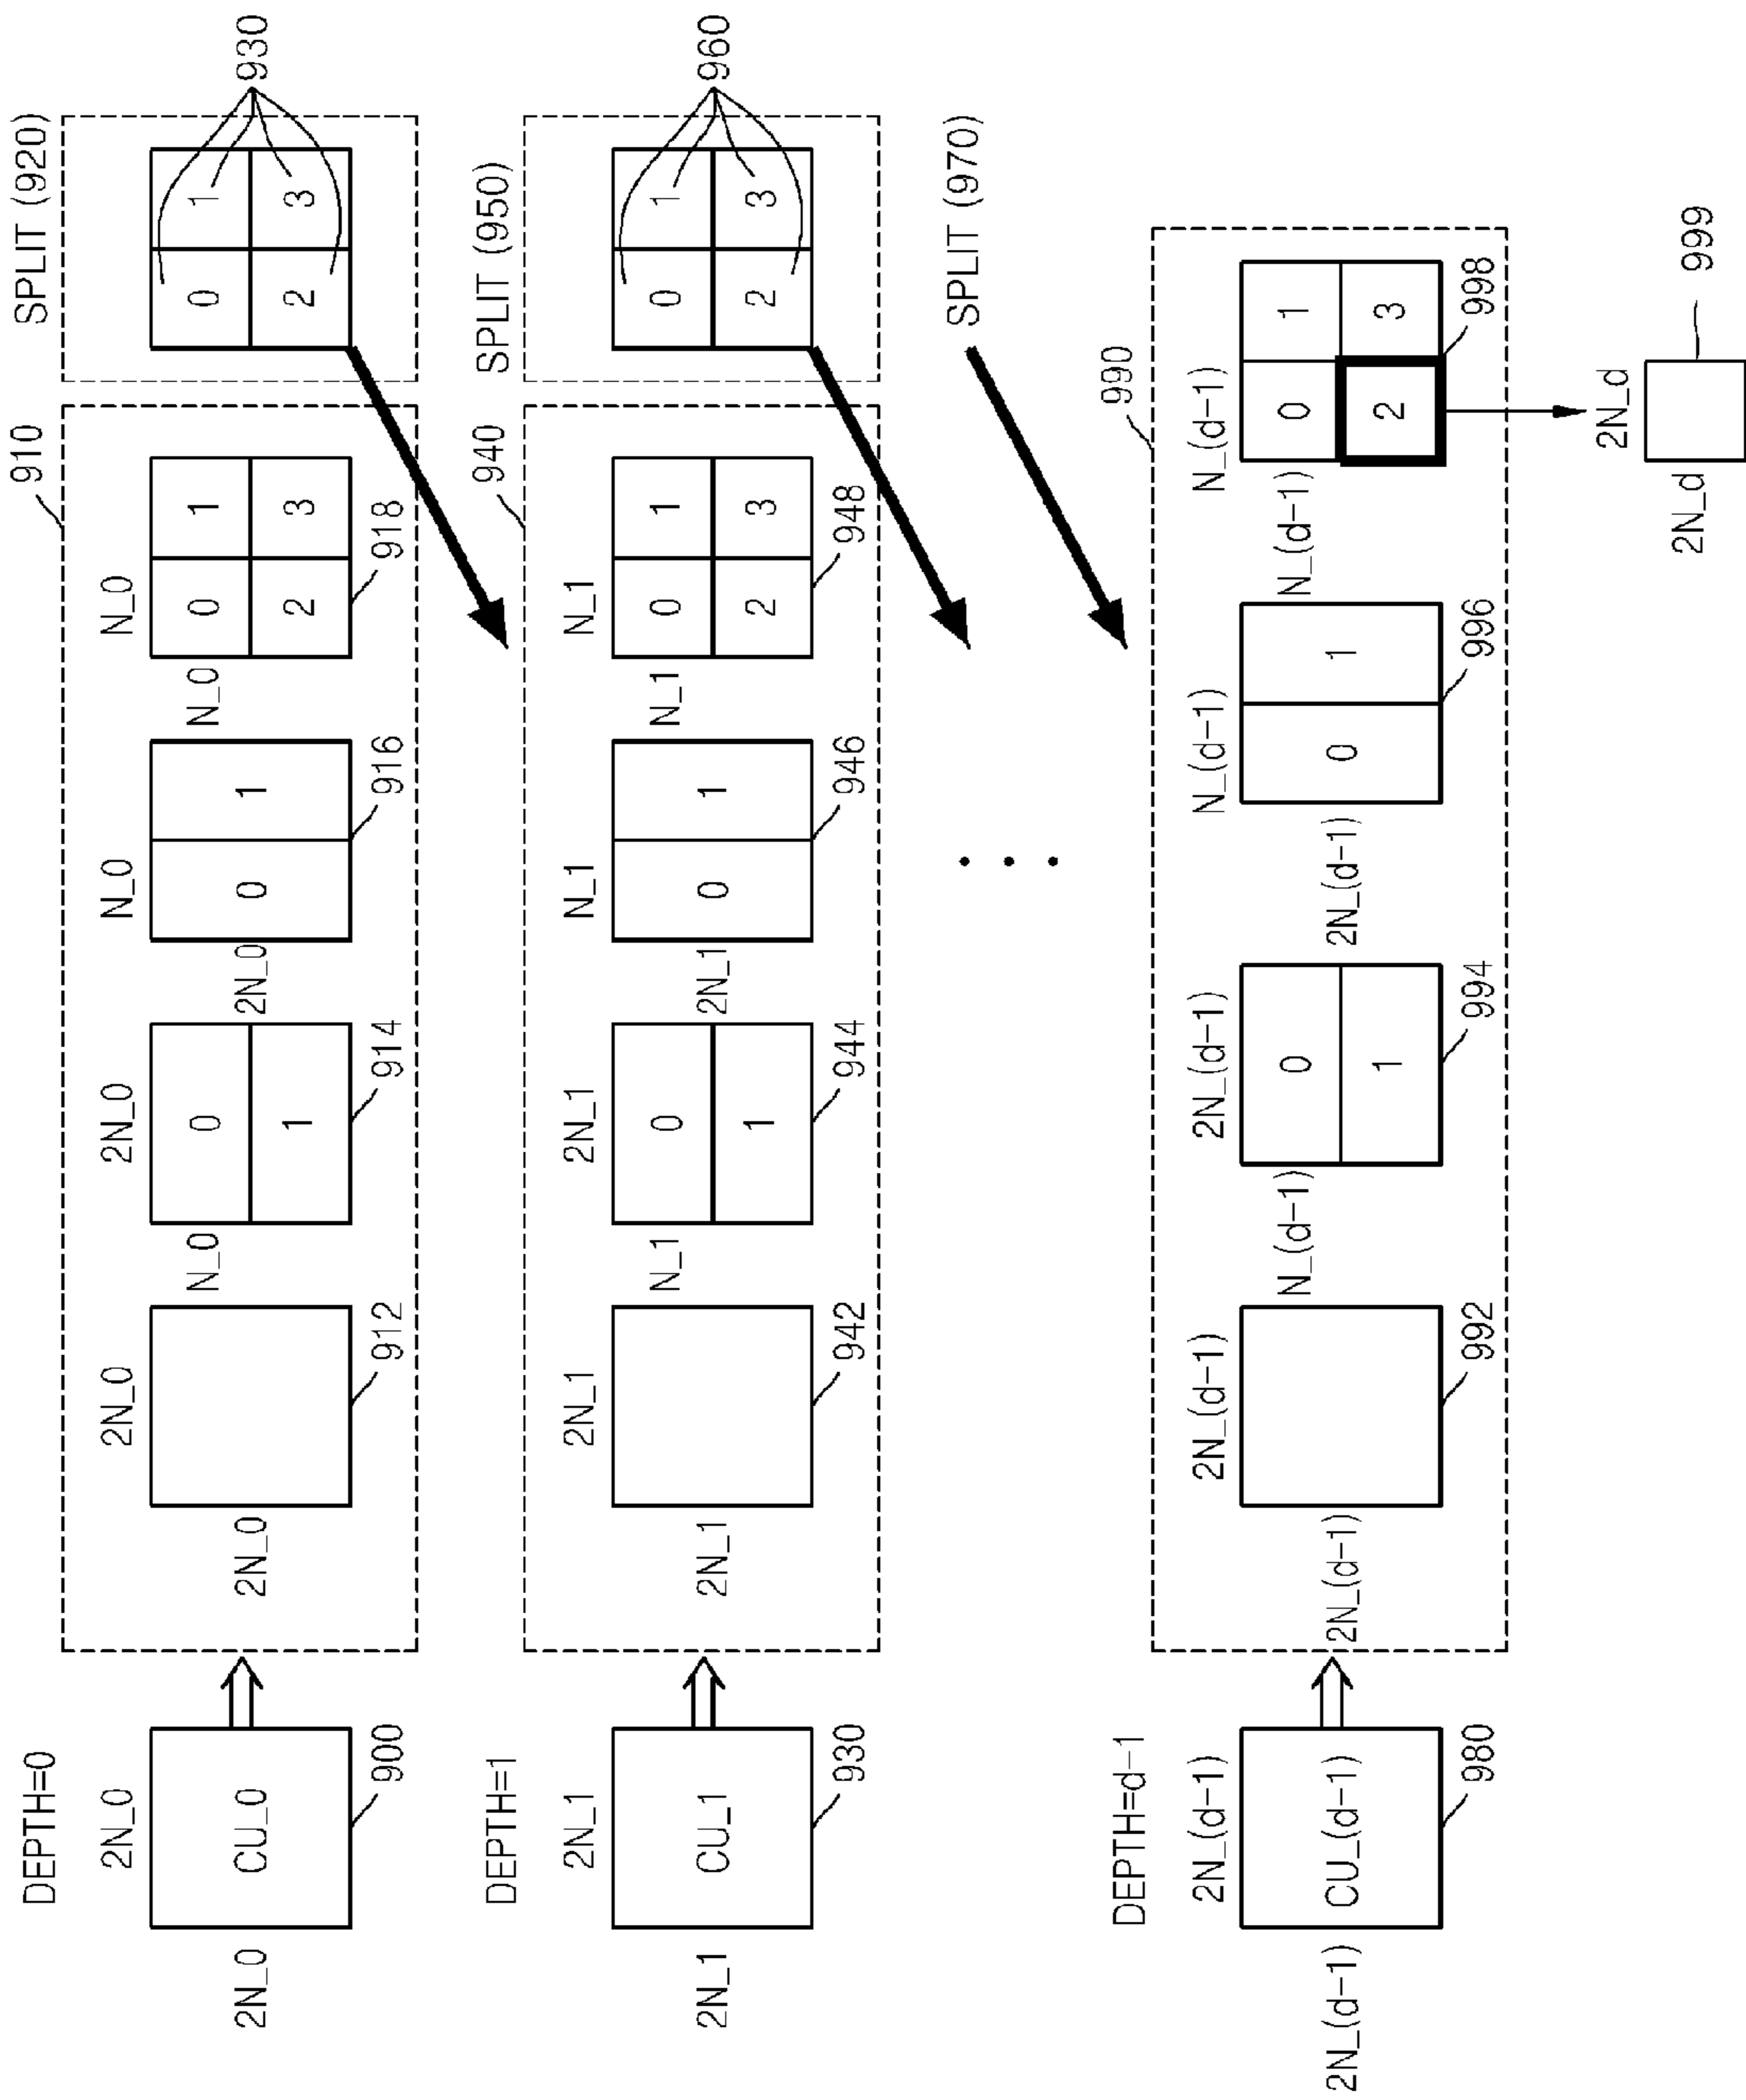 DEPTH=0
2N_0
2N_0
CU_0
900
910
2N_0
2N_0
912
2N_0
N_0
0
1
914
N_0
2N_0
0
1
916
N_0
N_0
0
1
2
3
918
SPLIT (920)
0
1
2
3
930
DEPTH=1
2N_1
2N_1
CU_1
930
940
2N_1
2N_1
942
2N_1
N_1
0
1
944
N_1
2N_1
0
1
946
N_1
N_1
0
1
2
3
948
SPLIT (950)
0
1
2
3
960
SPLIT (970)
DEPTH=d-1
2N_(d-1)
2N_(d-1)
CU_(d-1)
980
990
2N_(d-1)
2N_(d-1)
992
2N_(d-1)
N_(d-1)
0
1
994
N_(d-1)
2N_(d-1)
0
1
996
N_(d-1)
N_(d-1)
0
1
2
3
998
2N_d
2N_d
999